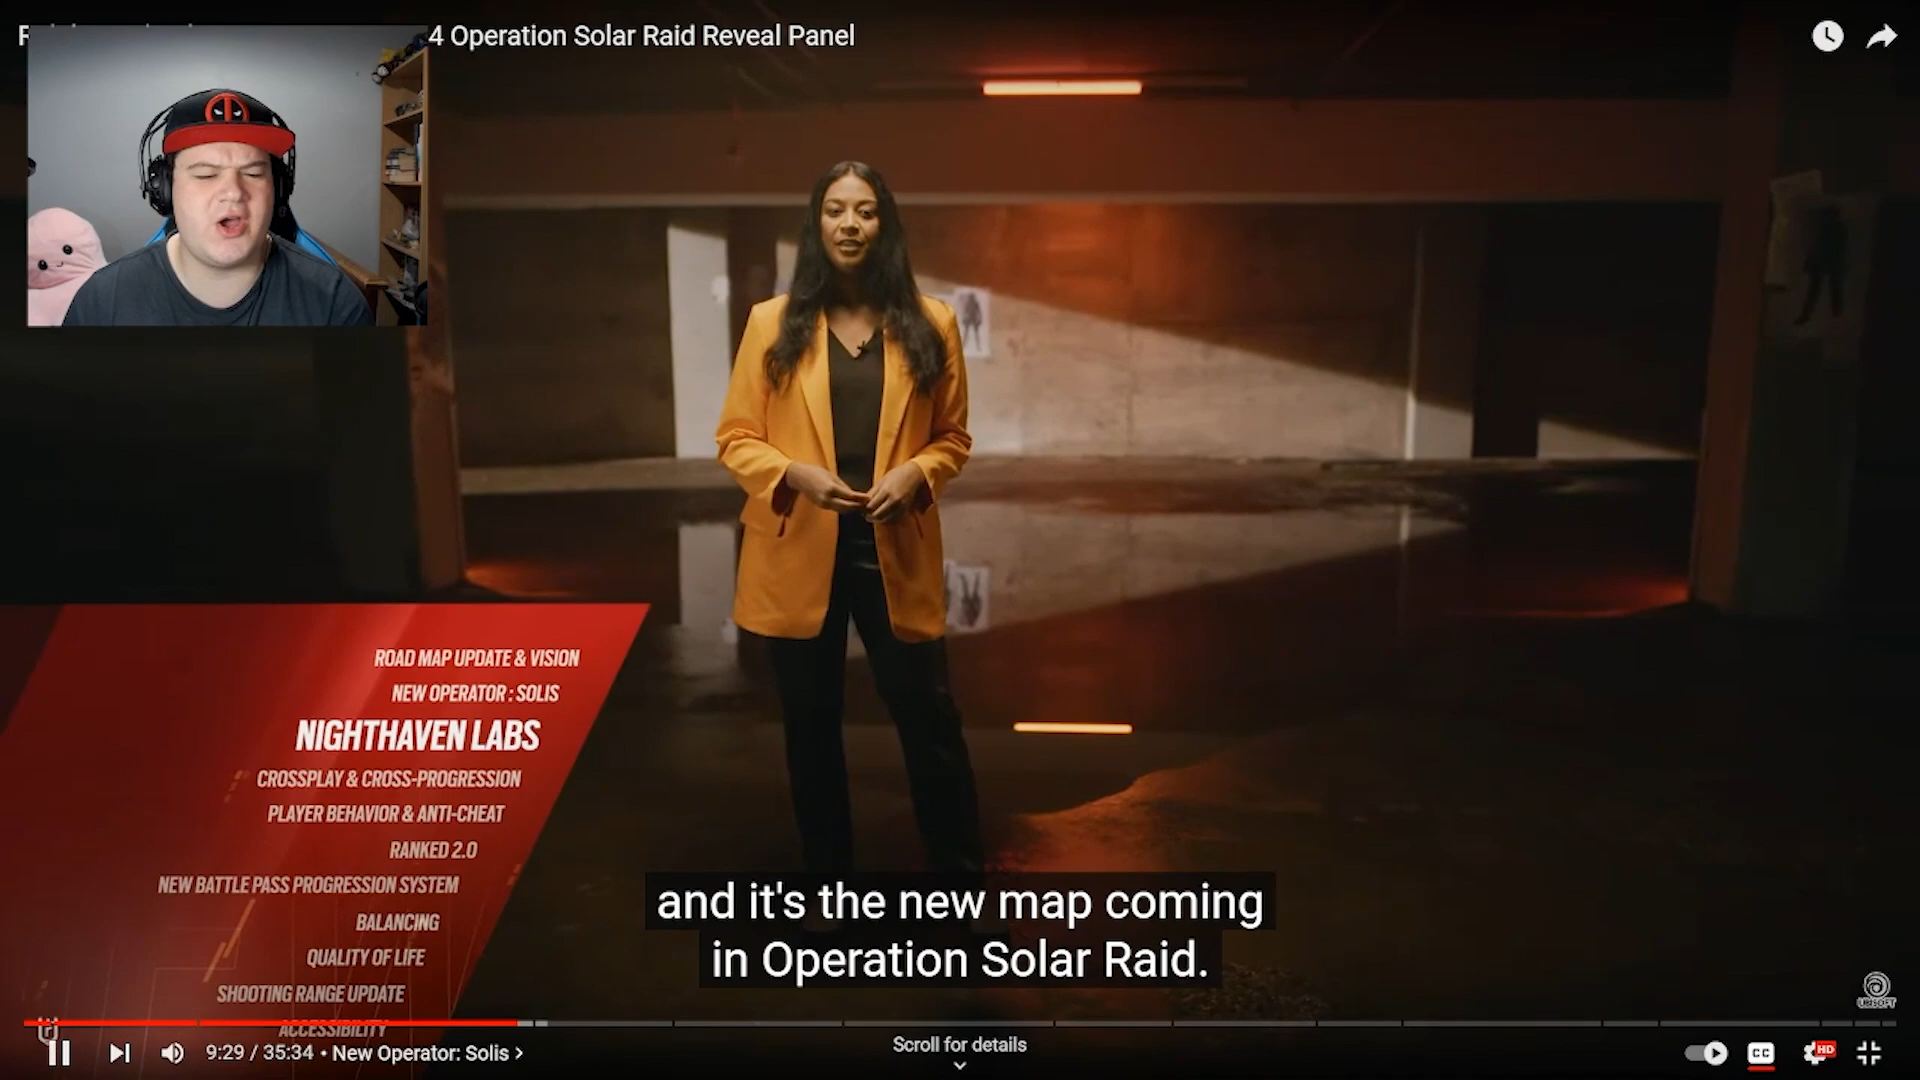 4 Operation Solar Raid Reveal Panel
ROAD MAP UPDATE & VISION
NEW OPERATOR : SOLIS
NIGHTHAVEN LABS
CROSSPLAY & CROSS-PROGRESSION
PLAYER BEHAVIOR & ANTI-CHEAT
RANKED 2.0
NEW BATTLE PASS PROGRESSION SYSTEM
BALANCING
QUALITY OF LIFE
SHOOTING RANGE UPDATE
ACCESSIBILITY
and it's the new map coming
in Operation Solar Raid.
UBISOFT
9:29 / 35:34 • New Operator: Solis >
Scroll for details
CC
HD